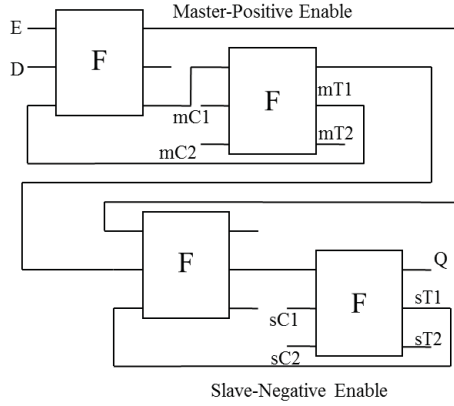 Master-Positive Enable
E
D
F
F
mC1
mC2
mT1
mT2
F
F
sC1
sC2
Q
sT1
sT2
Slave-Negative Enable